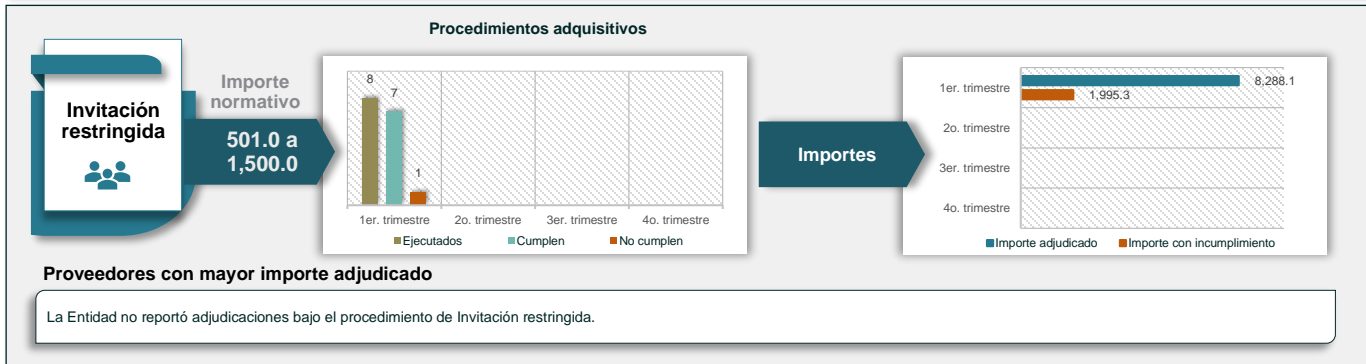 Procedimientos adquisitivos
Invitación
restringida
Importe
normativo
501.0 a
1,500.0
8
7
1
1er. trimestre
2o. trimestre
3er. trimestre
4o. trimestre
Ejecutados
Cumplen
No cumplen
Importes
1er. trimestre
8,288.1
1,995.3
2o. trimestre
3er. trimestre
4o. trimestre
Importe adjudicado
Importe con incumplimiento
Proveedores con mayor importe adjudicado
La Entidad no reportó adjudicaciones bajo el procedimiento de Invitación restringida.